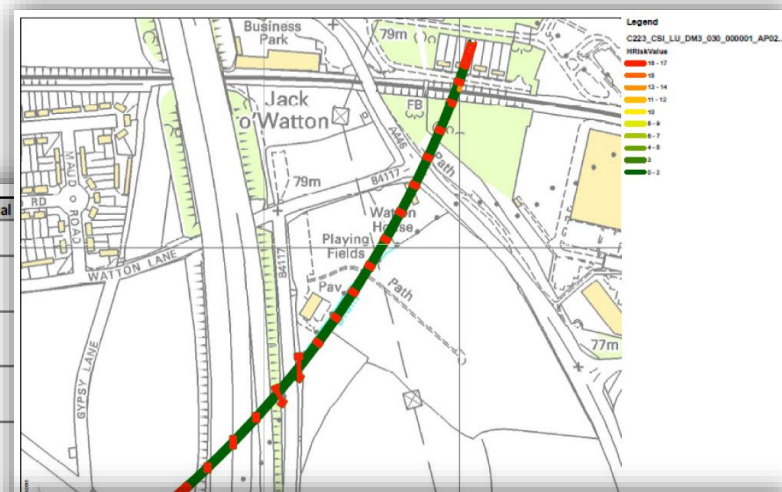 Business
Park
79m
Jack
o'Watton
FB
A446
Path
B4117
79m
MAUD ROAD
RD
WATTON LANE
B4117
Watton
House
Playing
Fields
Pav
Path
GYPSY LANE
77m
al
Legend
C223_CSI_LU_DM3_030_000001_AP02..
HRiskValue
16 - 17
15
13 - 14
11 - 12
10
8 - 9
6 - 7
4 - 5
3
0 - 2